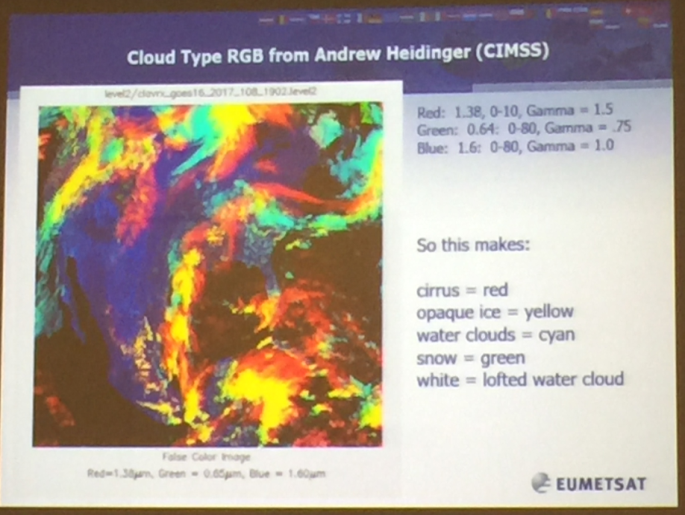 Cloud Type RGB from Andrew Heidinger (CIMSS)
level2/clavrx_goes16_2017_108_1902.level2
Red: 1.38, 0-10, Gamma = 1.5
Green: 0.64: 0-80, Gamma = .75
Blue: 1.6: 0-80, Gamma = 1.0
So this makes:
cirrus = red
opaque ice = yellow
water clouds = cyan
snow = green
white = lofted water cloud
False Color Image
Red=1.38μm, Green = 0.65μm, Blue = 1.60μm
EUMETSAT